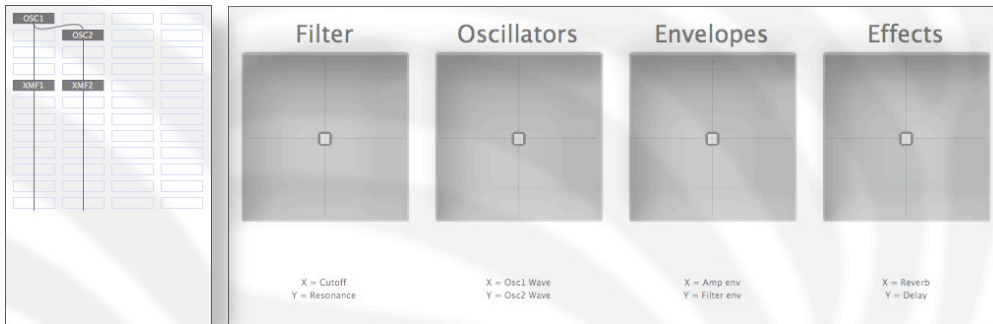 OSC1
OSC2
XMF1 XMF2
Filter Oscillators Envelopes Effects
X = Cutoff X = Osc1 Wave X = Amp env X = Reverb
Y = Resonance Y = Osc2 Wave Y = Filter env Y = Delay